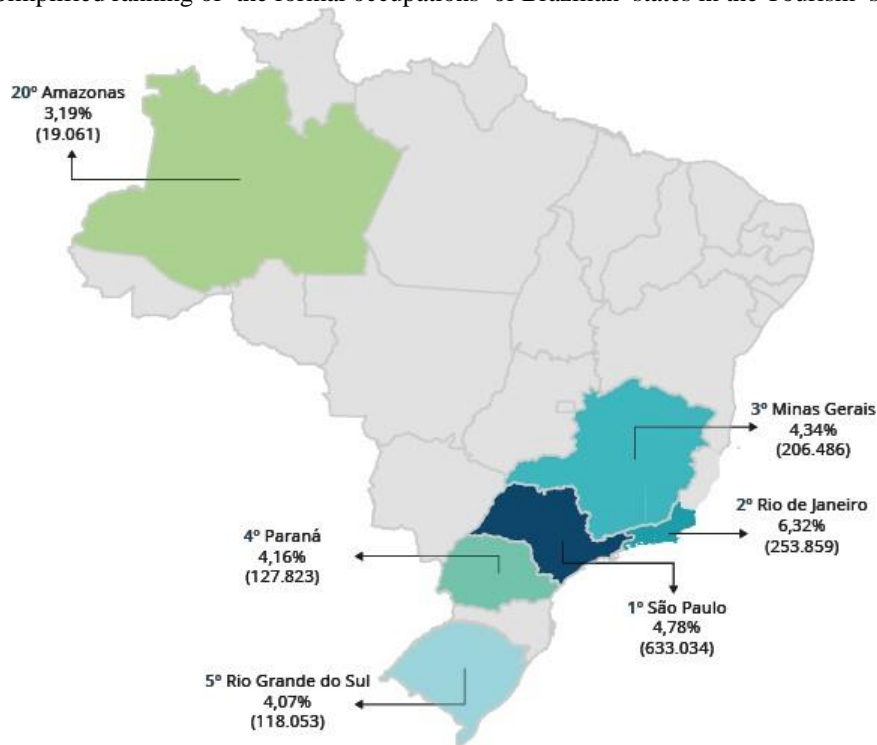 ranking of the formal occupations of Brazilian states in the Tourism
20º Amazonas
3,19%
(19.061)
3º Minas Gerais
4,34%
(206.486)
2º Rio de Janeiro
6,32%
(253.859)
4º Paraná
4,16%
(127.823)
1º São Paulo
4,78%
(633.034)
5º Rio Grande do Sul
4,07%
(118.053)